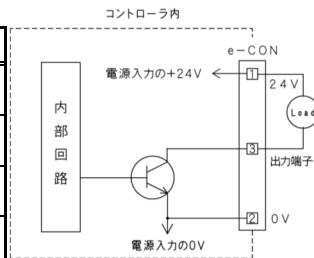 コントローラ内
e-CON
電源入力の+24V
1
24V
Load
内部回路
3
出力端子
2
0V
電源入力の0V